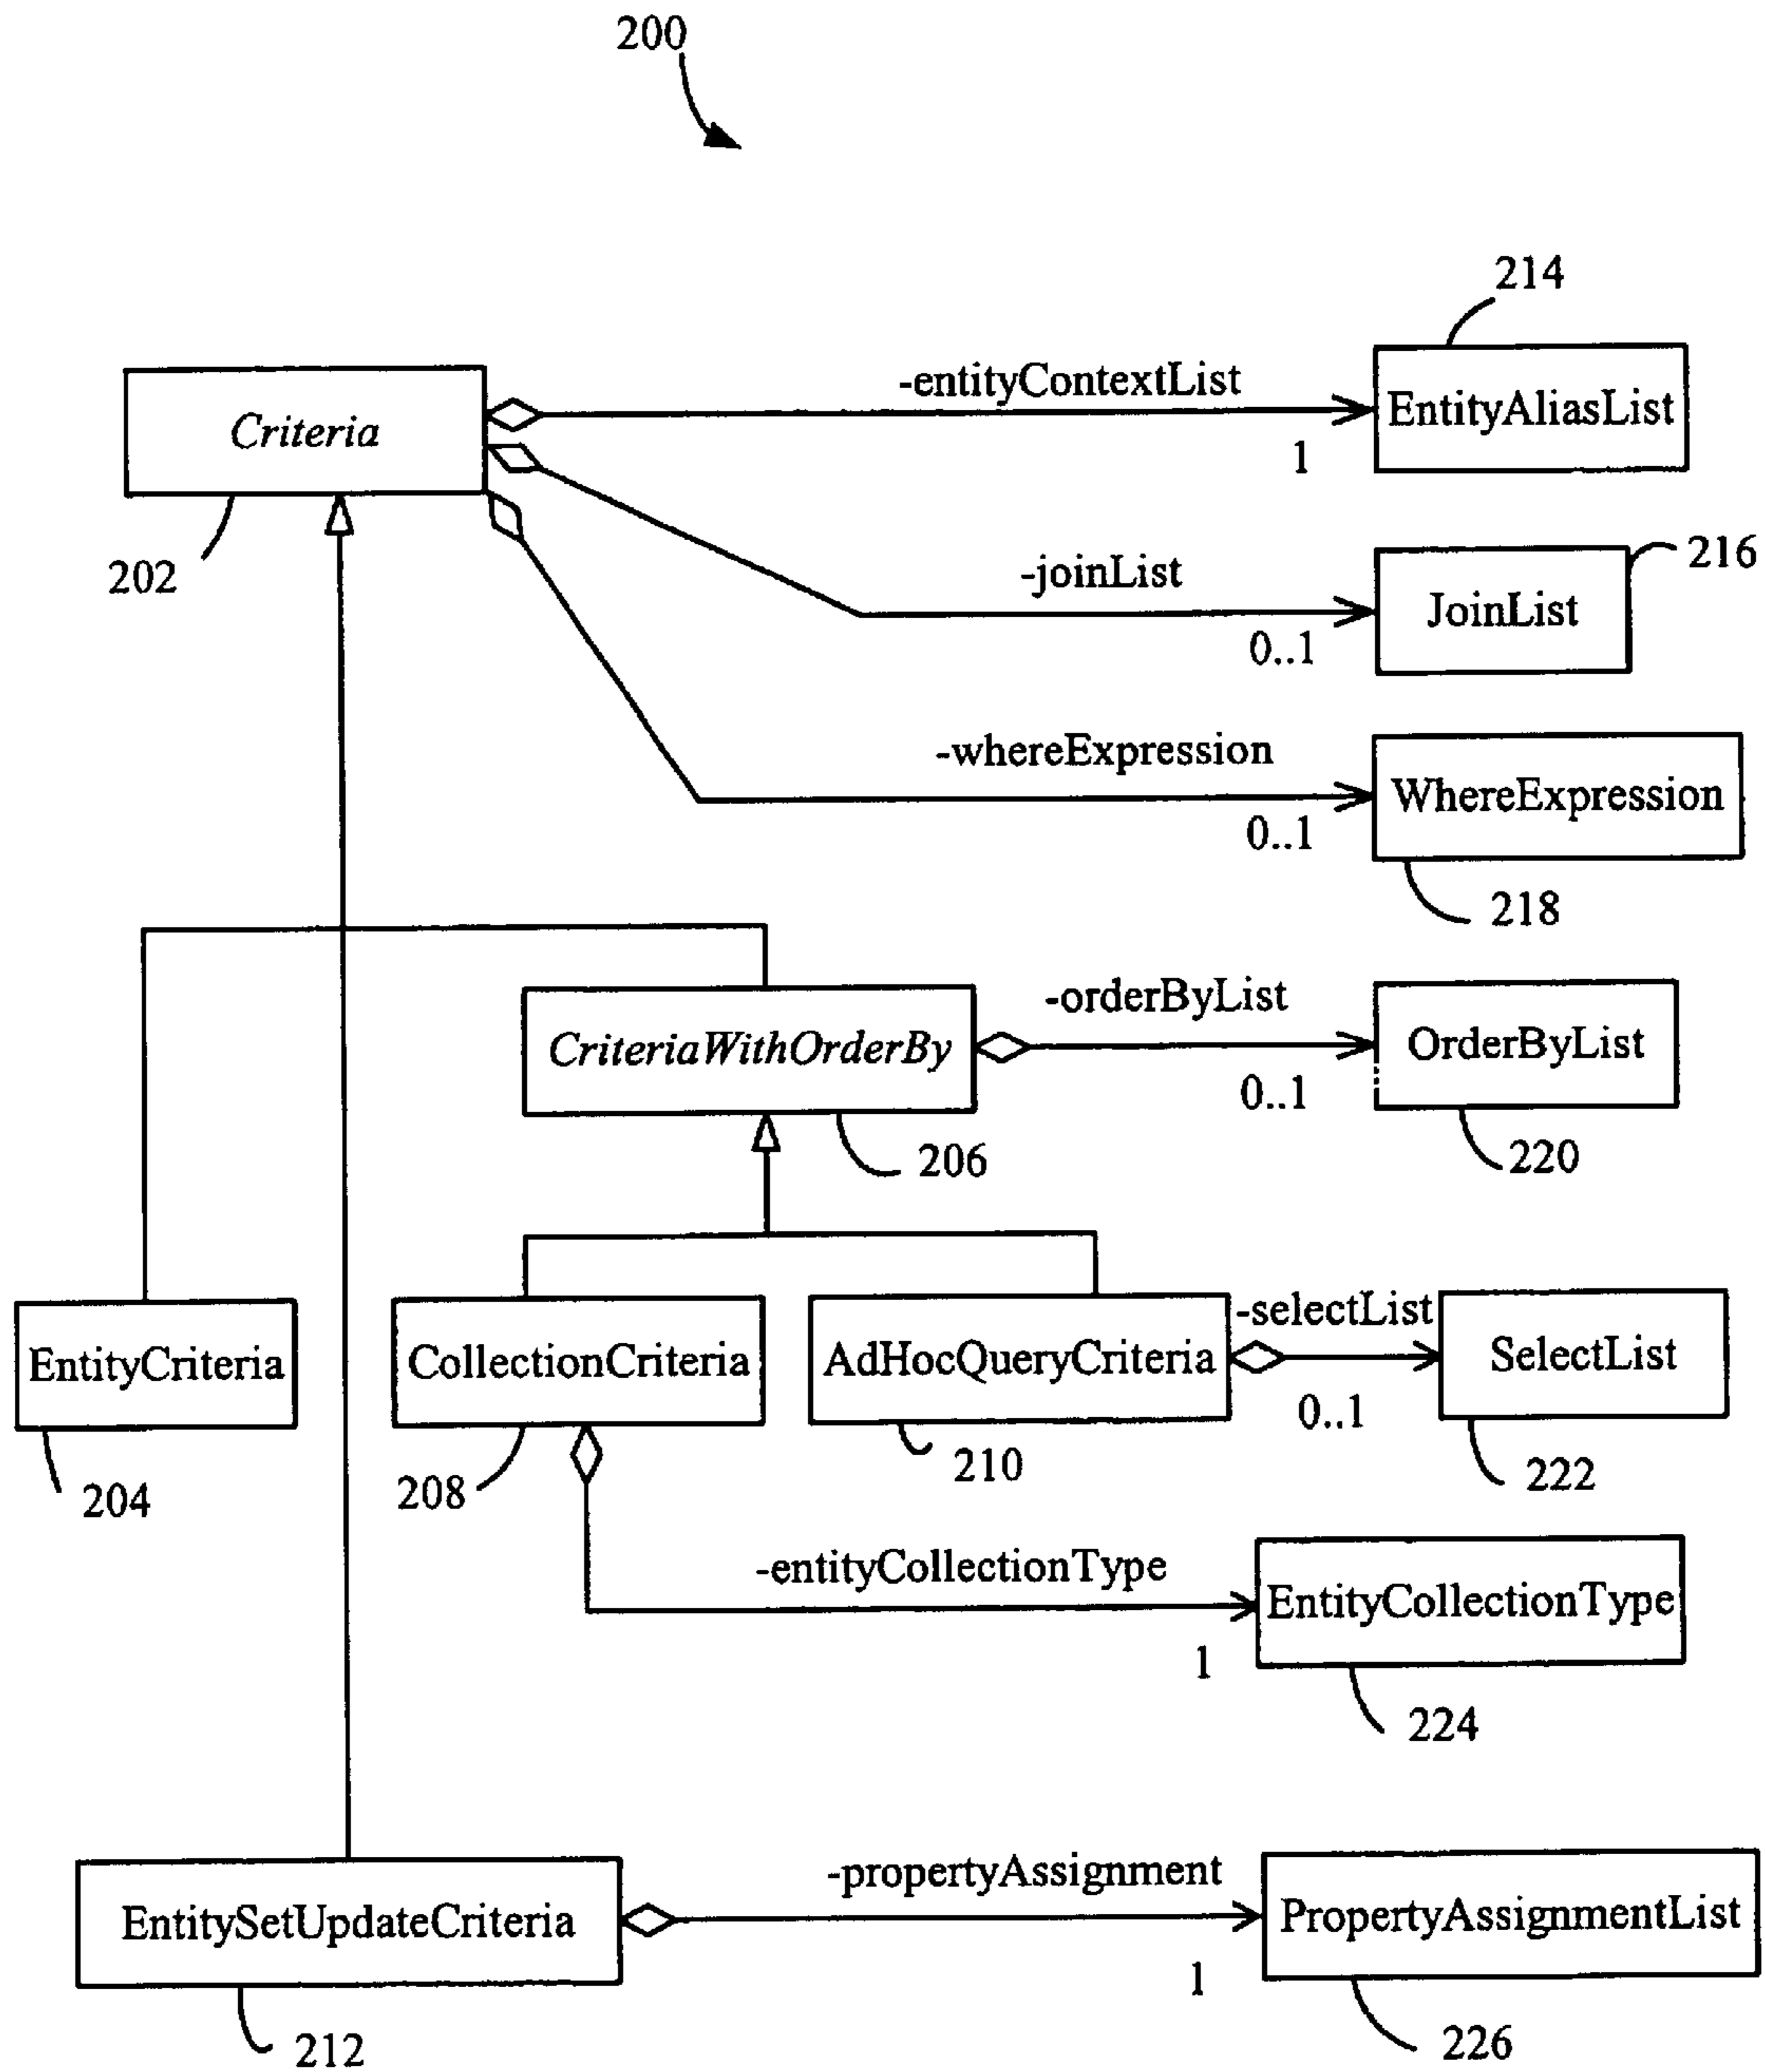 200
214
-entityContextList
EntityAliasList
Criteria
1
202
-joinList
216
JoinList
0..1
-whereExpression
WhereExpression
0..1
218
-orderByList
CriteriaWithOrderBy
OrderByList
0..1
206
220
-selectList
EntityCriteria
CollectionCriteria
AdHocQueryCriteria
SelectList
0..1
204
208
210
222
-entityCollectionType
EntityCollectionType
1
224
-propertyAssignment
EntitySetUpdateCriteria
PropertyAssignmentList
1
212
226